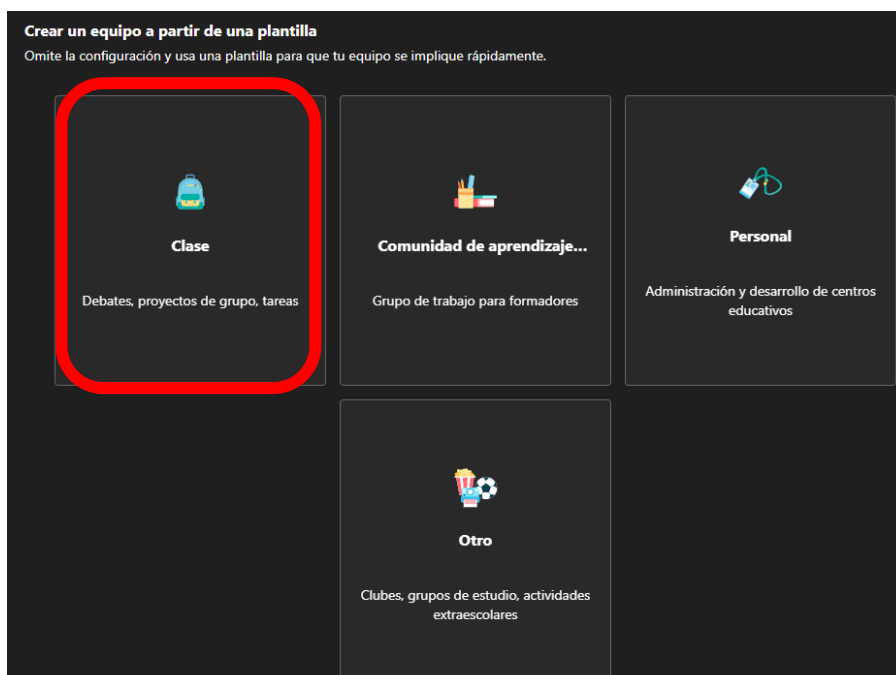 Crear un equipo a partir de una plantilla
Omite la configuración y usa una plantilla para que tu equipo se implique rápidamente.
Clase
Debates, proyectos de grupo, tareas
Comunidad de aprendizaje...
Grupo de trabajo para formadores
Personal
Administración y desarrollo de centros
educativos
Otro
Clubes, grupos de estudio, actividades
extraescolares